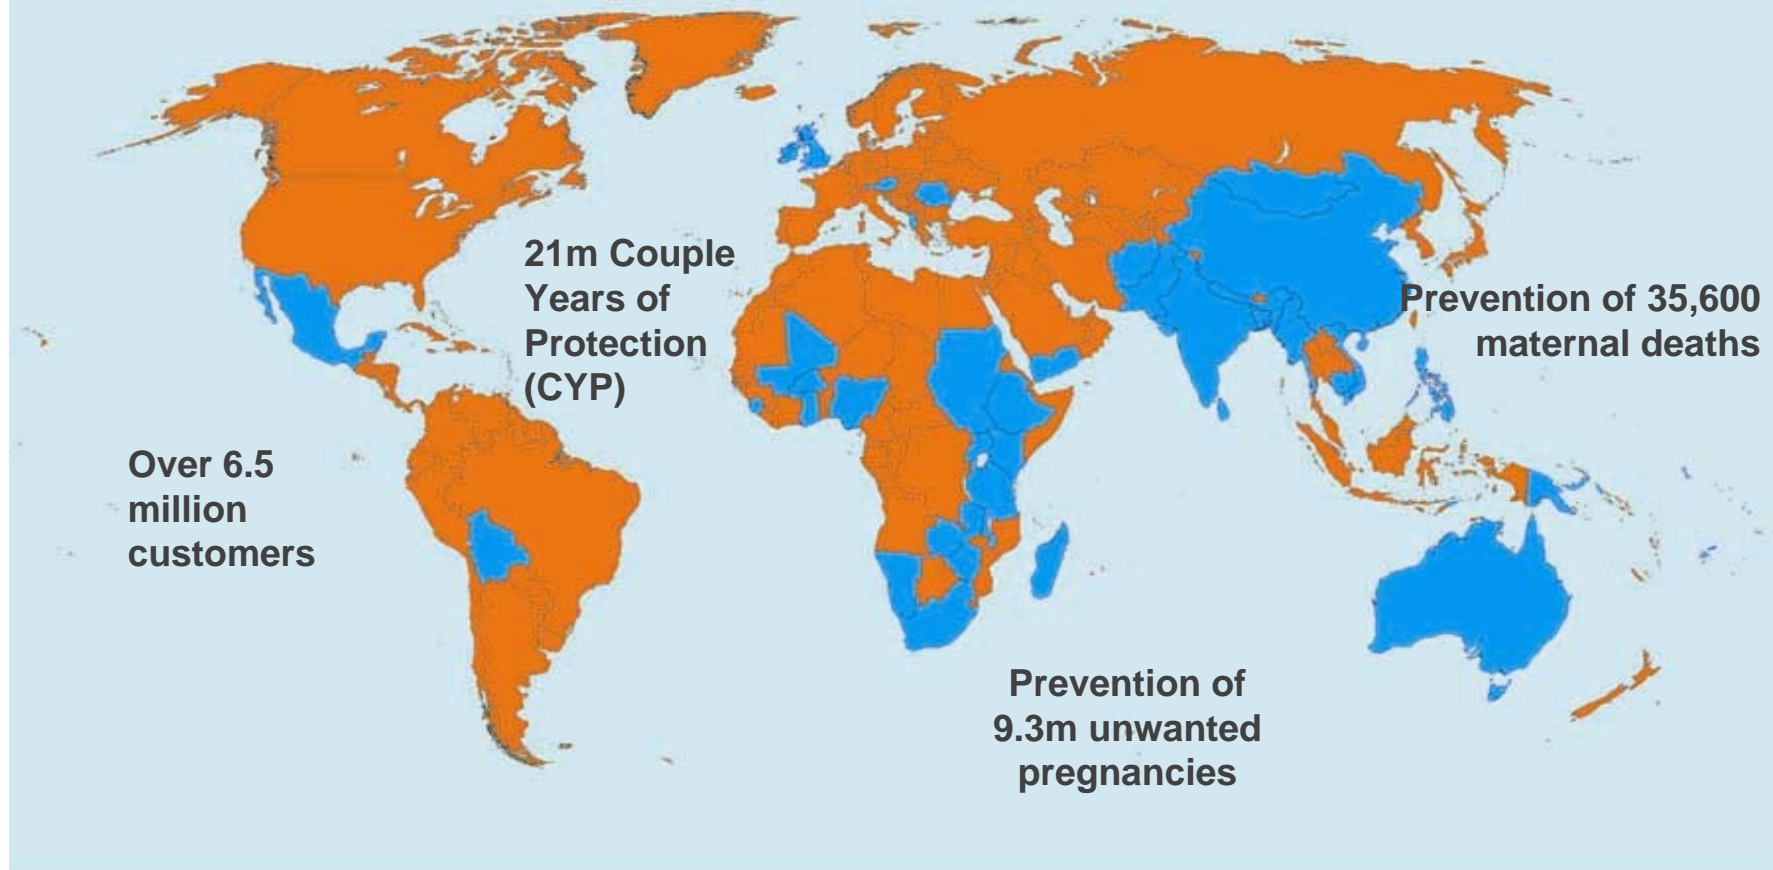 21m Couple
Years of
Protection
(CYP)
Prevention of 35,600
maternal deaths
Over 6.5
million
customers
Prevention of
9.3m unwanted
pregnancies